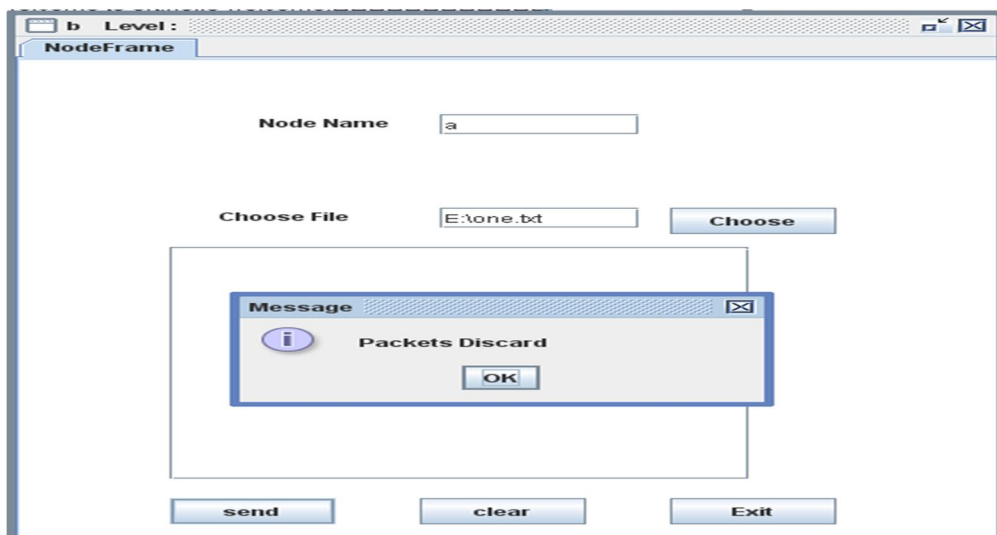 b Level :
NodeFrame
Node Name a
Choose File E:\one.txt Choose
Message
i
Packets Discard
OK
send clear Exit